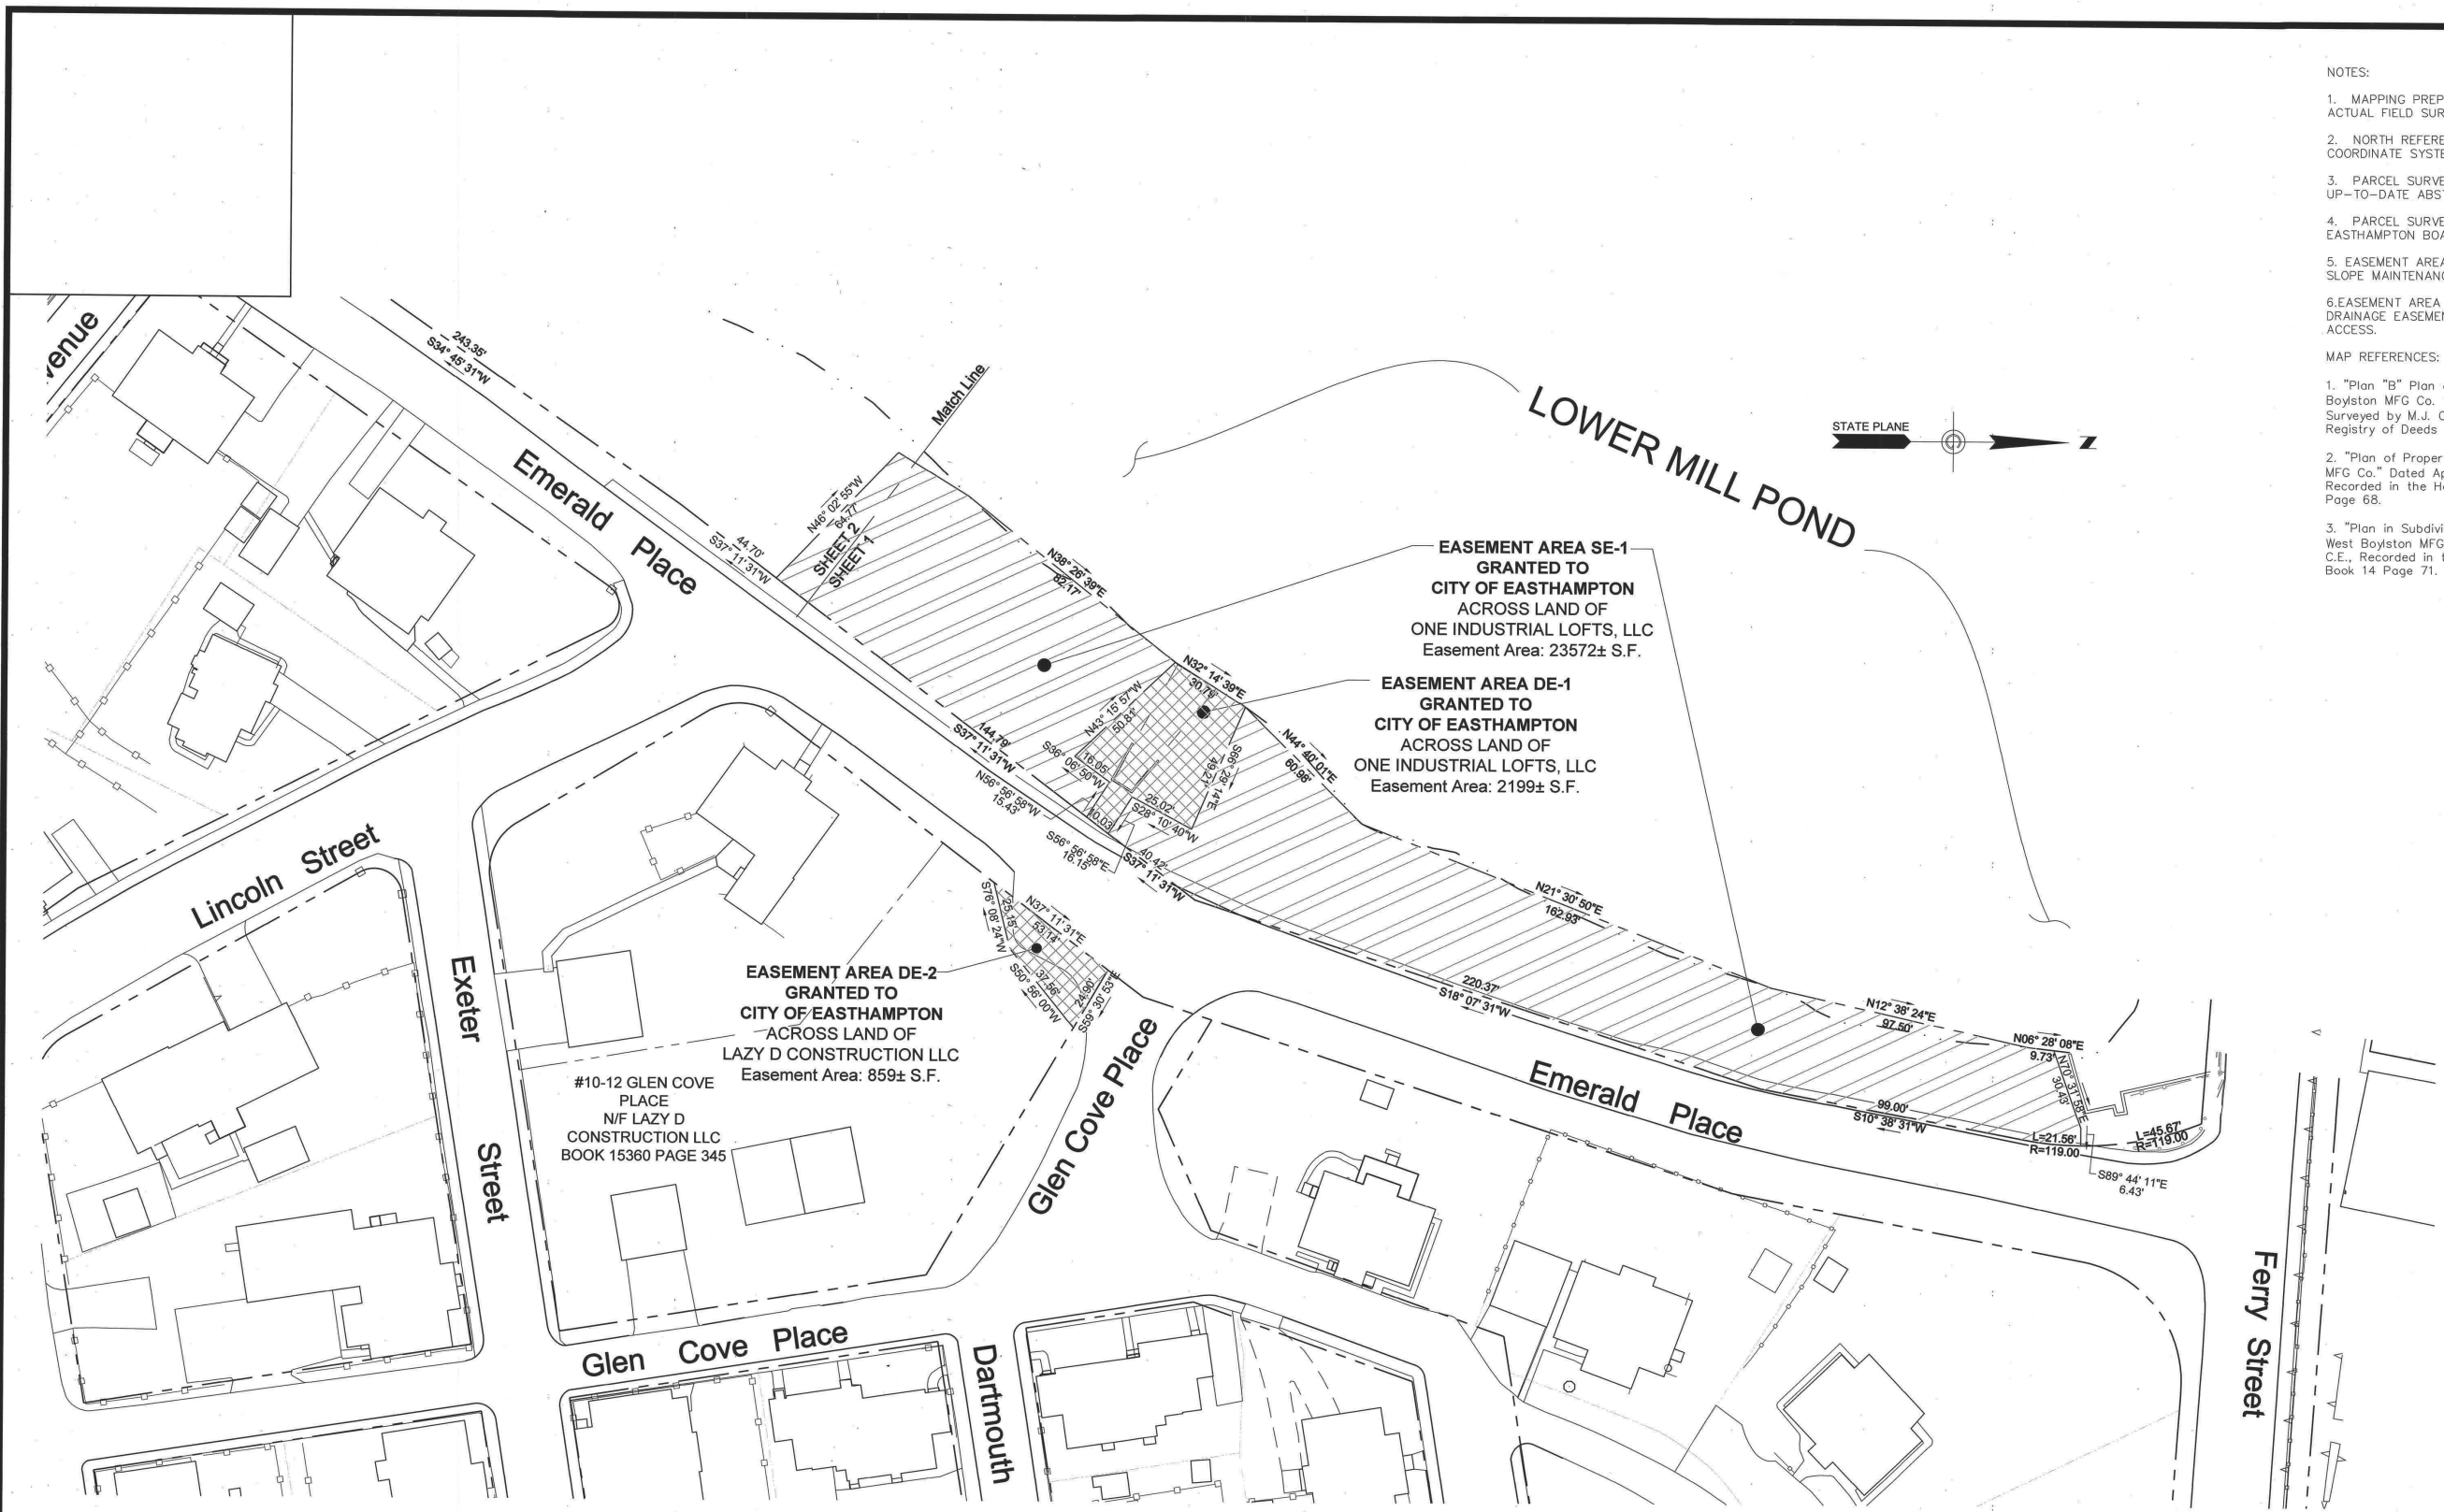 NOTES:
1. MAPPING PREP
ACTUAL FIELD SUR
2. NORTH REFERE
COORDINATE SYSTE
3. PARCEL SURVE
UP-TO-DATE ABST
4. PARCEL SURVE
EASTHAMPTON BOA
5. EASEMENT AREA
SLOPE MAINTENANC
6.EASEMENT AREA
DRAINAGE EASEMEN
ACCESS.
MAP REFERENCES:
1. "Plan "B" Plan
Boylston MFG Co.
Surveyed by M.J.
Registry of Deeds
2. "Plan of Proper
MFG Co." Dated Ap
Recorded in the H
Page 68.
3. "Plan in Subdivi
West Boylston MFG
C.E., Recorded in t
Book 14 Page 71.
venue
243.35'
S34° 45' 31"W
Match Line
LOWER MILL POND
STATE PLANE
Z
Emerald Place
N46° 02' 55"W
64.77'
SHEET 2
SHEET 1
44.70'
S37° 11' 31"W
N38° 26' 39"E
82.17'
EASEMENT AREA SE-1
GRANTED TO
CITY OF EASTHAMPTON
ACROSS LAND OF
ONE INDUSTRIAL LOFTS, LLC
Easement Area: 23572± S.F.
EASEMENT AREA DE-1
GRANTED TO
CITY OF EASTHAMPTON
ACROSS LAND OF
ONE INDUSTRIAL LOFTS, LLC
Easement Area: 2199± S.F.
N32° 14' 39"E
30.79'
N43° 15' 57"W
50.81'
S36° 06' 50"W
16.05'
144.79'
S37° 11' 31"W
N56° 56' 58"W
15.43'
10.03'
25.02'
S28° 10' 40"W
S66° 29' 14"E
49.21'
N44° 40' 01"E
60.98'
S56° 56' 58"E
16.15'
40.42'
S37° 11' 31"W
N21° 30' 50"E
162.93'
220.37'
S18° 07' 31"W
N12° 38' 24"E
97.50'
N06° 28' 08"E
9.73'
N70° 31' 58"E
30.43'
99.00'
S10° 38' 31"W
L=21.56'
R=119.00
L=45.67'
R=119.00
S89° 44' 11"E
6.43'
Lincoln Street
Exeter Street
S76° 08' 24"W
25.15'
N37° 11' 31"E
53.14'
37.56'
S50° 56' 00"W
24.90'
S59° 30' 53"E
EASEMENT AREA DE-2
GRANTED TO
CITY OF EASTHAMPTON
ACROSS LAND OF
LAZY D CONSTRUCTION LLC
Easement Area: 859± S.F.
#10-12 GLEN COVE
PLACE
N/F LAZY D
CONSTRUCTION LLC
BOOK 15360 PAGE 345
Glen Cove Place
Emerald Place
Glen Cove Place
Dartmouth
Ferry Street